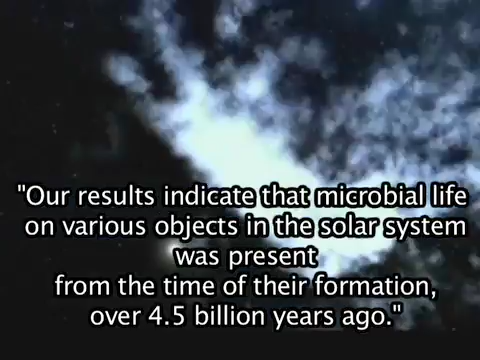 "Our results indicate that microbial life
on various objects in the solar system
was present
from the time of their formation,
over 4.5 billion years ago."